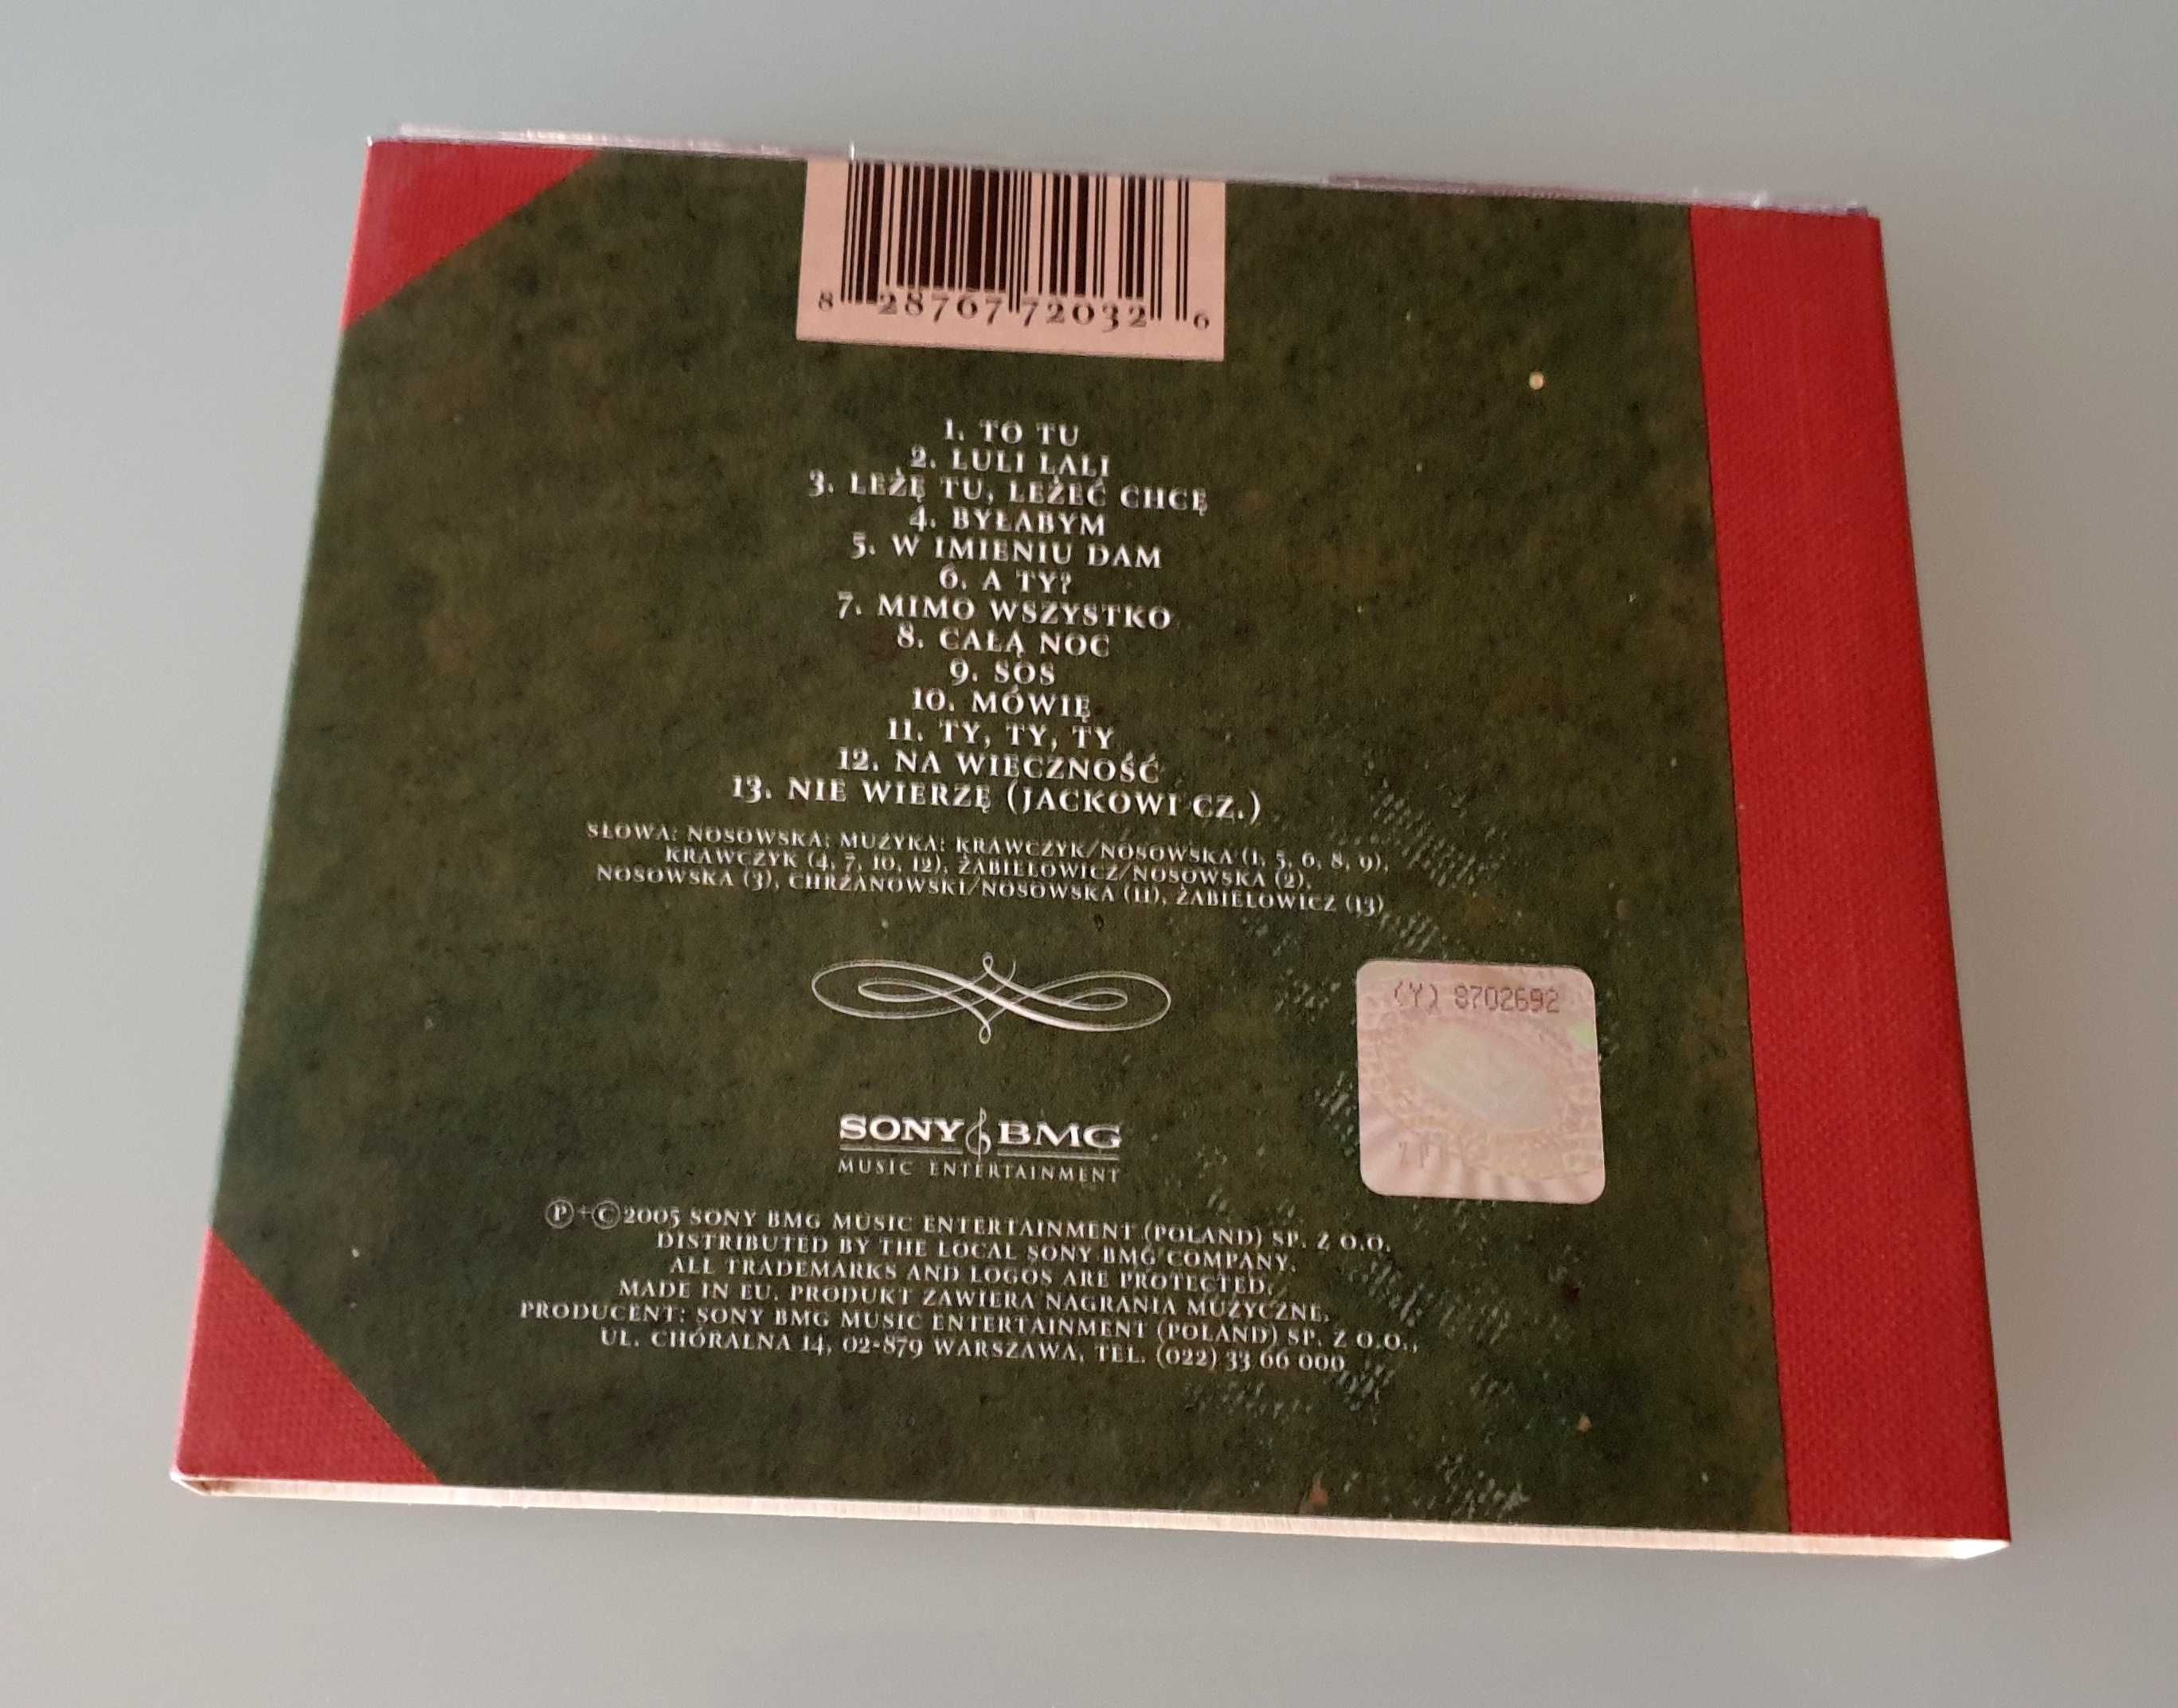 8 28767 72032 6
1. TO TU
2. LULI LALI
3. LEŻĘ TU, LEŻEĆ CHCĘ
4. BYŁABYM
5. W IMIENIU DAM
6. A TY?
7. MIMO WSZYSTKO
8. CAŁĄ NOC
9. SOS
10. MÓWIĘ
11. TY, TY, TY
12. NA WIECZNOŚĆ
13. NIE WIERZĘ (JACKOWI CZ.)
SŁOWA: NOSOWSKA; MUZYKA: KRAWCZYK/NOSOWSKA (1, 5, 6, 8, 9),
KRAWCZYK (4, 7, 10, 12), ŻABIEŁOWICZ/NOSOWSKA (2),
NOSOWSKA (3), CHRZANOWSKI/NOSOWSKA (11), ŻABIEŁOWICZ (13)
(Y) 8702692
SONY BMG
MUSIC ENTERTAINMENT
Ⓟ+Ⓒ2005 SONY BMG MUSIC ENTERTAINMENT (POLAND) SP. Z O.O.
DISTRIBUTED BY THE LOCAL SONY BMG COMPANY.
ALL TRADEMARKS AND LOGOS ARE PROTECTED.
MADE IN EU. PRODUKT ZAWIERA NAGRANIA MUZYCZNE.
PRODUCENT: SONY BMG MUSIC ENTERTAINMENT (POLAND) SP. Z O.O.,
UL. CHÓRALNA 14, 02-879 WARSZAWA, TEL. (022) 33 66 000